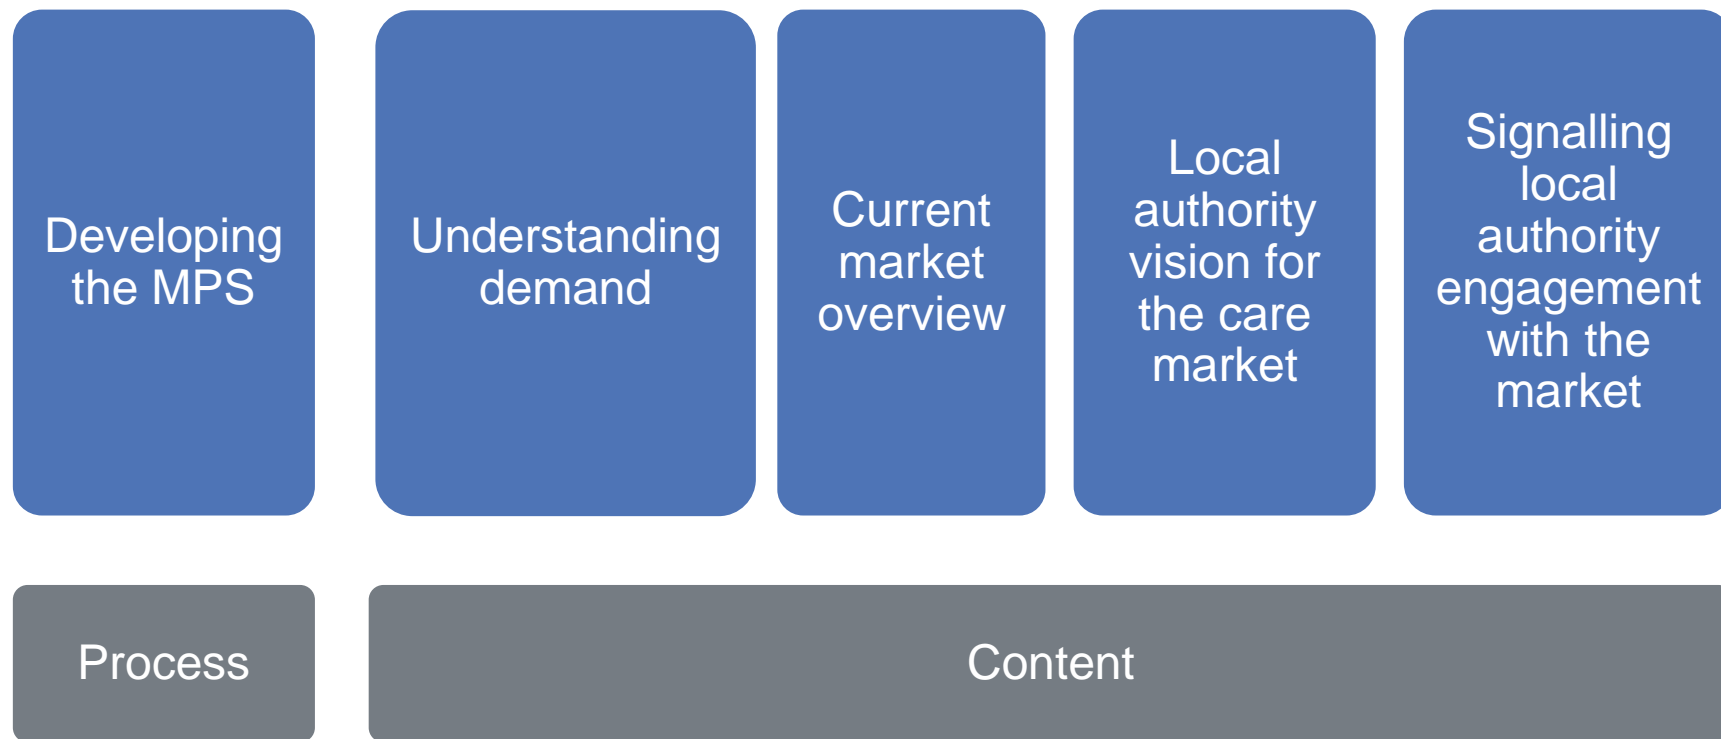 Developing
the MPS
Understanding
demand
Current
market
overview
Local
authority
vision for
the care
market
Signalling
local
authority
engagement
with the
market
Process
Content